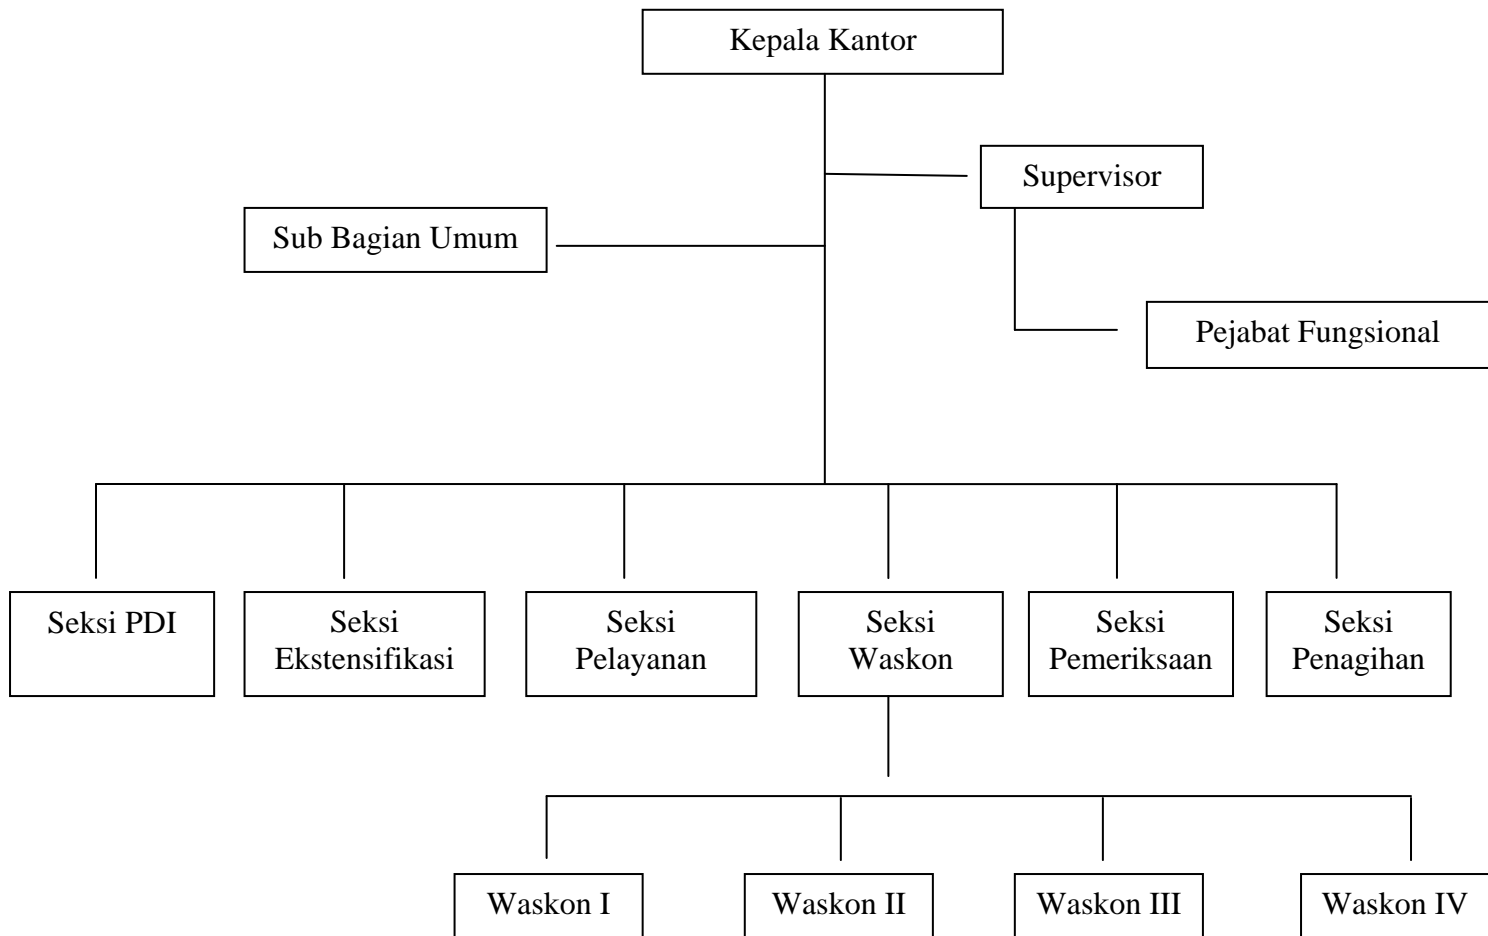 Kepala Kantor
Supervisor
Sub Bagian Umum
Pejabat Fungsional
Seksi PDI
Seksi
Ekstensifikasi
Seksi
Pelayanan
Seksi
Waskon
Seksi
Pemeriksaan
Seksi
Penagihan
Waskon I
Waskon II
Waskon III
Waskon IV